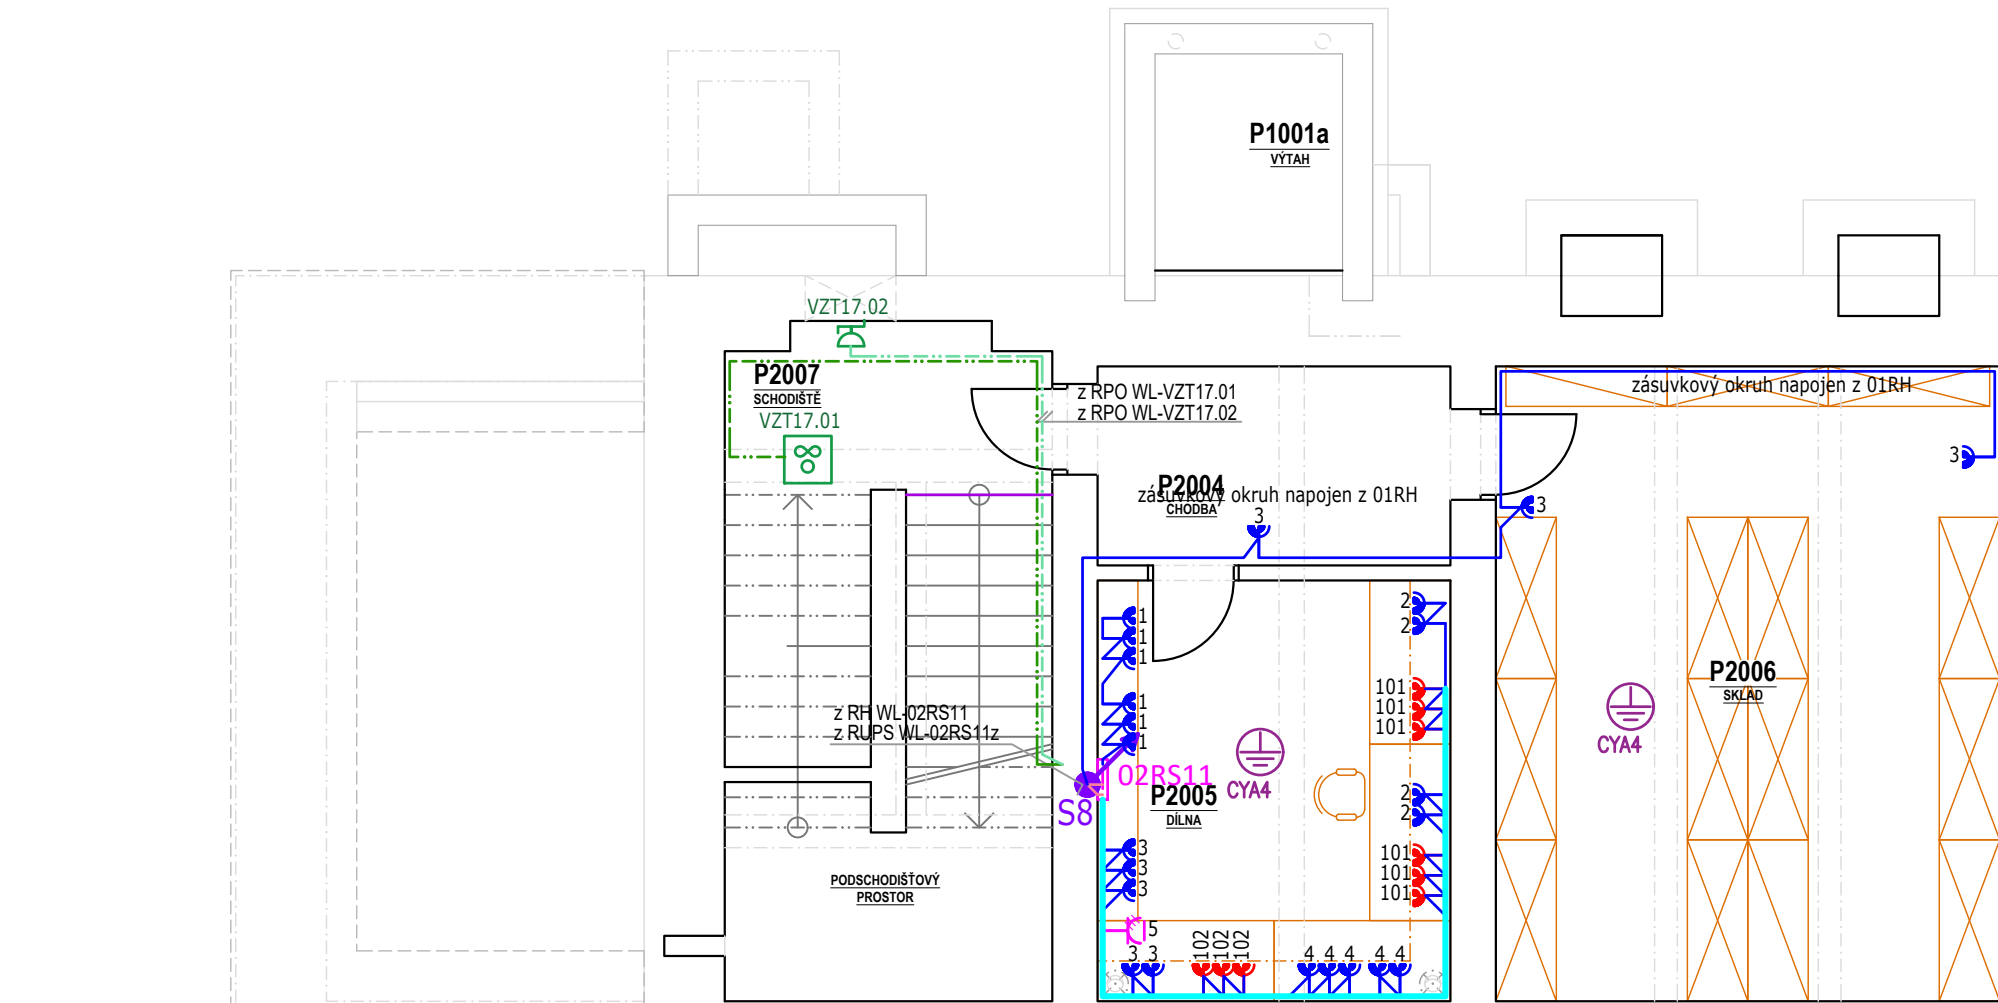 P1001a
VÝTAH
VZT17.02
P2007
SCHODIŠTĚ
VZT17.01
z RPO WL-VZT17.01
z RPO WL-VZT17.02
zásuvkový okruh napojen z 01RH
3
3
P2004
zásuvkový okruh napojen z 01RH
CHODBA
3
1
1
1
1
1
1
2
2
101
101
101
P2006
SKLAD
CYA4
z RH WL-02RS11
z RUPS WL-02RS11z
02RS11
S8
P2005
DÍLNA
CYA4
2
2
101
101
101
3
3
3
5
PODSCHODIŠŤOVÝ
PROSTOR
3
3
102
102
102
4
4
4
4
4